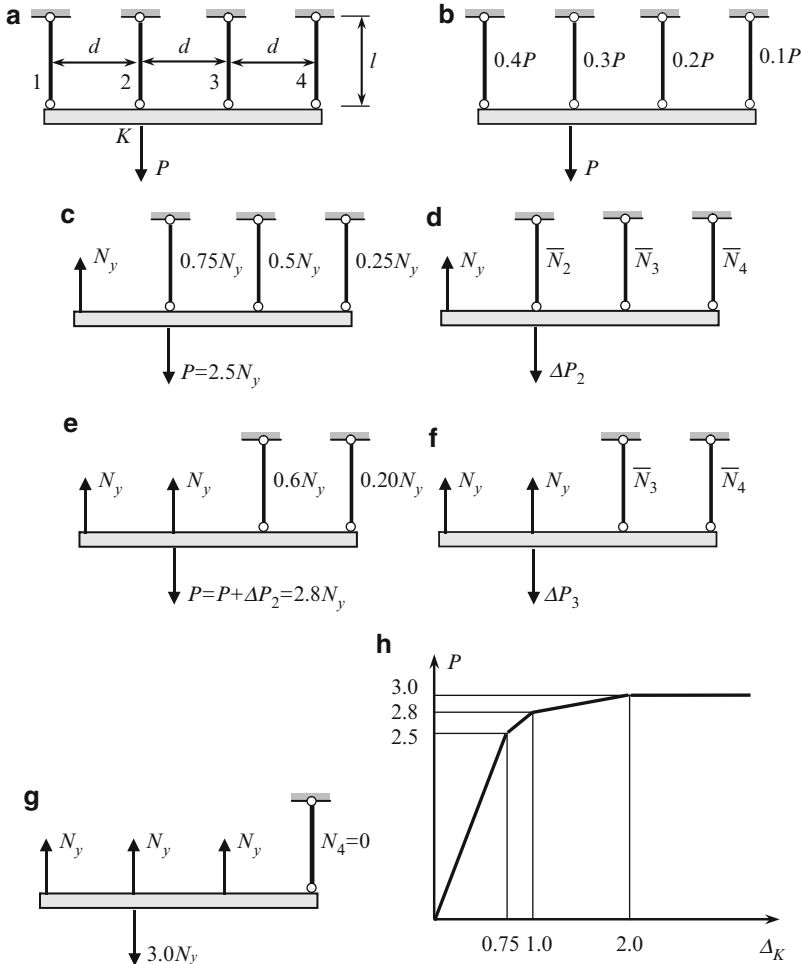 a
d
d
d
l
1
2
3
4
K
P
b
0.4P
0.3P
0.2P
0.1P
P
c
N_y
0.75N_y
0.5N_y
0.25N_y
P=2.5N_y
d
N_y
N̅_2
N̅_3
N̅_4
ΔP_2
e
N_y
N_y
0.6N_y
0.20N_y
P=P+ΔP_2=2.8N_y
f
N_y
N_y
N̅_3
N̅_4
ΔP_3
g
N_y
N_y
N_y
N_4=0
3.0N_y
h
P
3.0
2.8
2.5
0.75
1.0
2.0
Δ_K